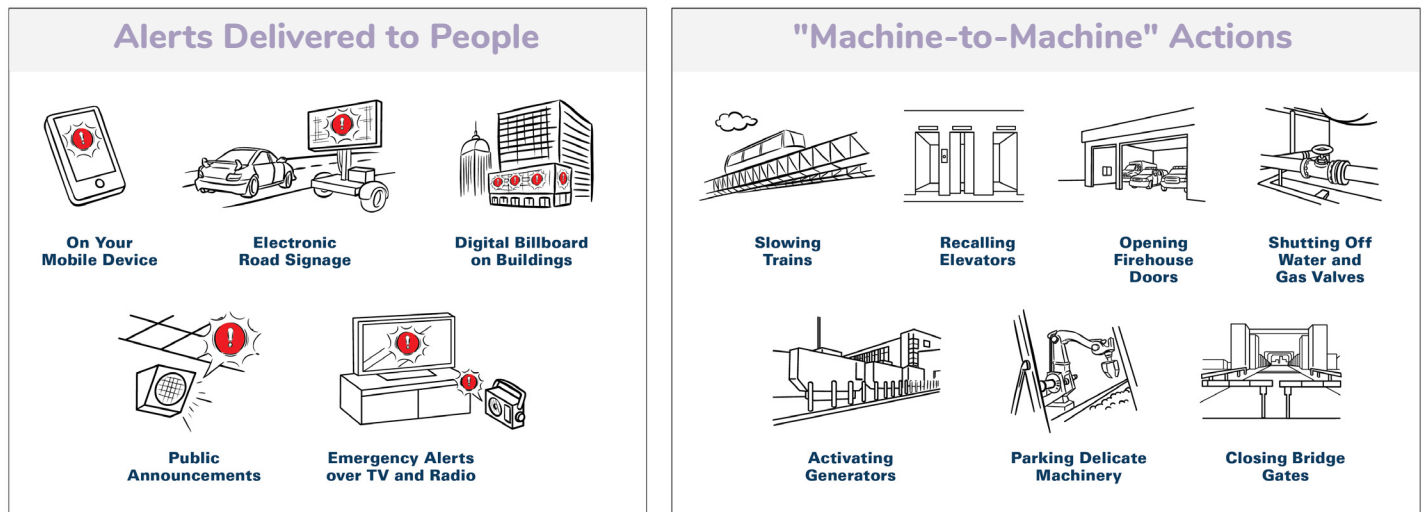 Alerts Delivered to People
On Your
Mobile Device
Electronic
Road Signage
Digital Billboard
on Buildings
Public
Announcements
Emergency Alerts
over TV and Radio
"Machine-to-Machine" Actions
Slowing
Trains
Recalling
Elevators
Opening
Firehouse
Doors
Shutting Off
Water and
Gas Valves
Activating
Generators
Parking Delicate
Machinery
Closing Bridge
Gates